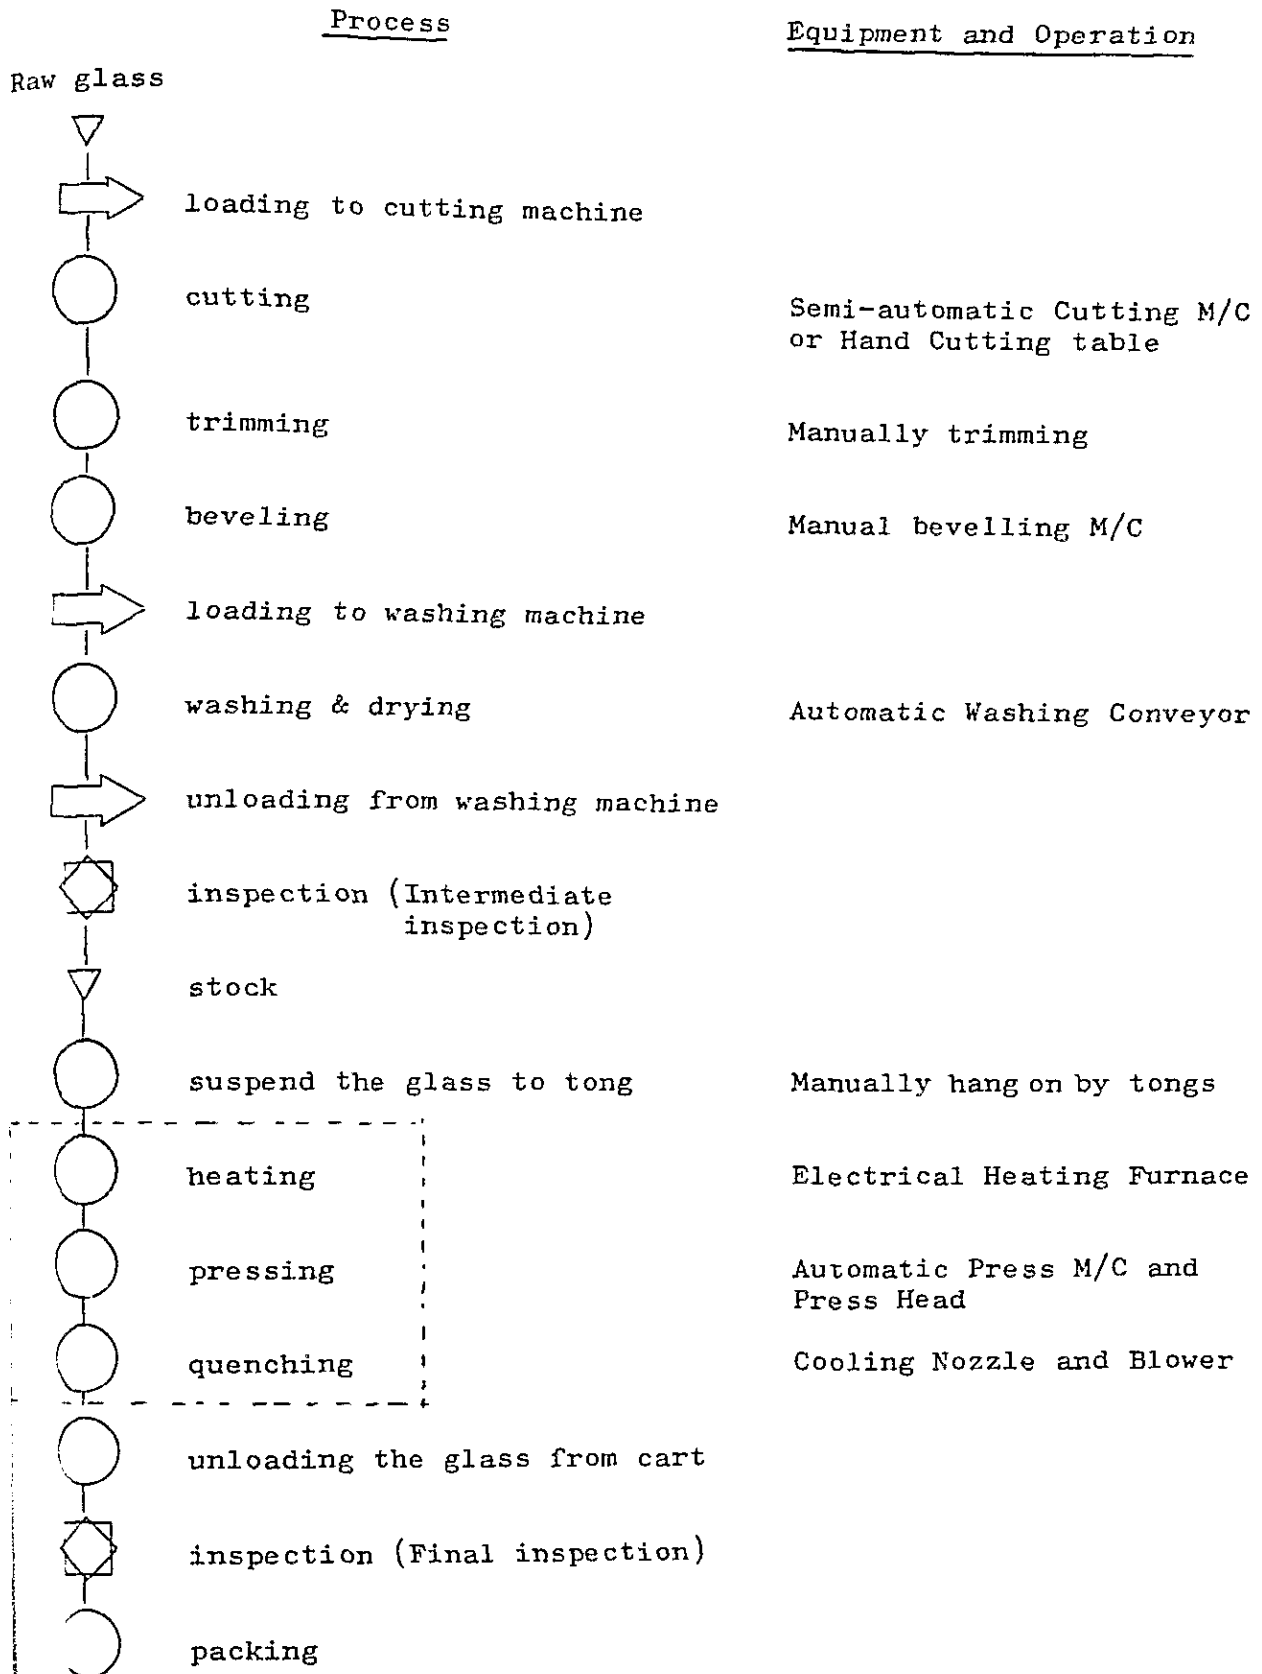 Process
Equipment and Operation
Raw glass
loading to cutting machine
cutting
Semi-automatic Cutting M/C
or Hand Cutting table
trimming
Manually trimming
beveling
Manual bevelling M/C
loading to washing machine
washing & drying
Automatic Washing Conveyor
unloading from washing machine
inspection (Intermediate
inspection)
stock
suspend the glass to tong
Manually hang on by tongs
heating
Electrical Heating Furnace
pressing
Automatic Press M/C and
Press Head
quenching
Cooling Nozzle and Blower
unloading the glass from cart
inspection (Final inspection)
packing